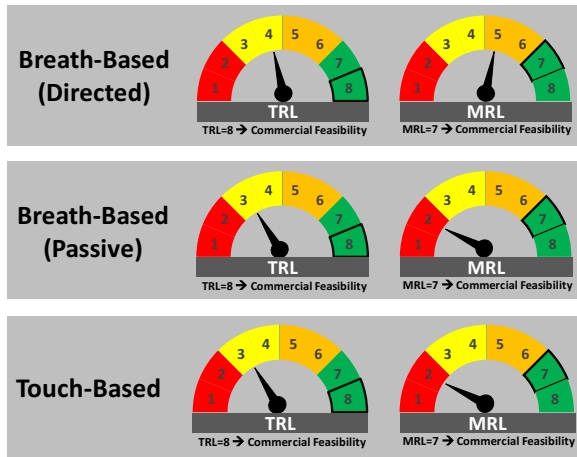 Breath-Based
(Directed)
1 2 3 4 5 6 7 8
TRL
TRL=8 → Commercial Feasibility
1 2 3 4 5 6 7 8
MRL
MRL=7 → Commercial Feasibility
Breath-Based
(Passive)
1 2 3 4 5 6 7 8
TRL
TRL=8 → Commercial Feasibility
1 2 3 4 5 6 7 8
MRL
MRL=7 → Commercial Feasibility
Touch-Based
1 2 3 4 5 6 7 8
TRL
TRL=8 → Commercial Feasibility
1 2 3 4 5 6 7 8
MRL
MRL=7 → Commercial Feasibility